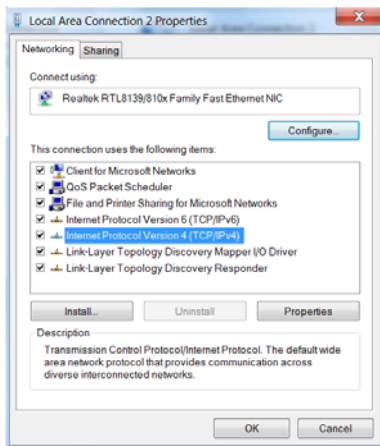 Local Area Connection 2 Properties
Networking
Sharing
Connect using:
Realtek RTL8139/810x Family Fast Ethernet NIC
Configure...
This connection uses the following items:
Client for Microsoft Networks
QoS Packet Scheduler
File and Printer Sharing for Microsoft Networks
Internet Protocol Version 6 (TCP/IPv6)
Internet Protocol Version 4 (TCP/IPv4)
Link-Layer Topology Discovery Mapper I/O Driver
Link-Layer Topology Discovery Responder
Install...
Uninstall
Properties
Description
Transmission Control Protocol/Internet Protocol. The default wide
area network protocol that provides communication across
diverse interconnected networks.
OK
Cancel